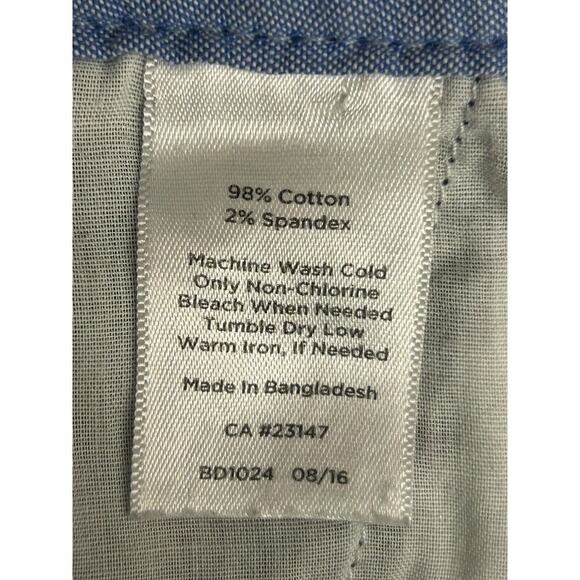 98% Cotton
2% Spandex
Machine Wash Cold
Only Non-Chlorine
Bleach When Needed
Tumble Dry Low
Warm Iron, If Needed
Made In Bangladesh
CA #23147
BD1024 08/16